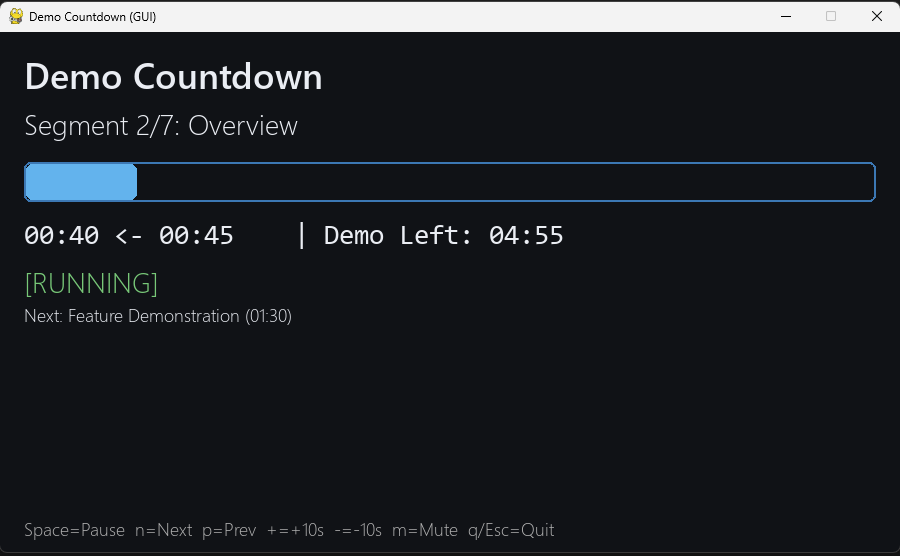 Demo Countdown (GUI)
Demo Countdown
Segment 2/7: Overview
00:40 <- 00:45    | Demo Left: 04:55
[RUNNING]
Next: Feature Demonstration (01:30)
Space=Pause  n=Next  p=Prev  +=+10s  -=-10s  m=Mute  q/Esc=Quit